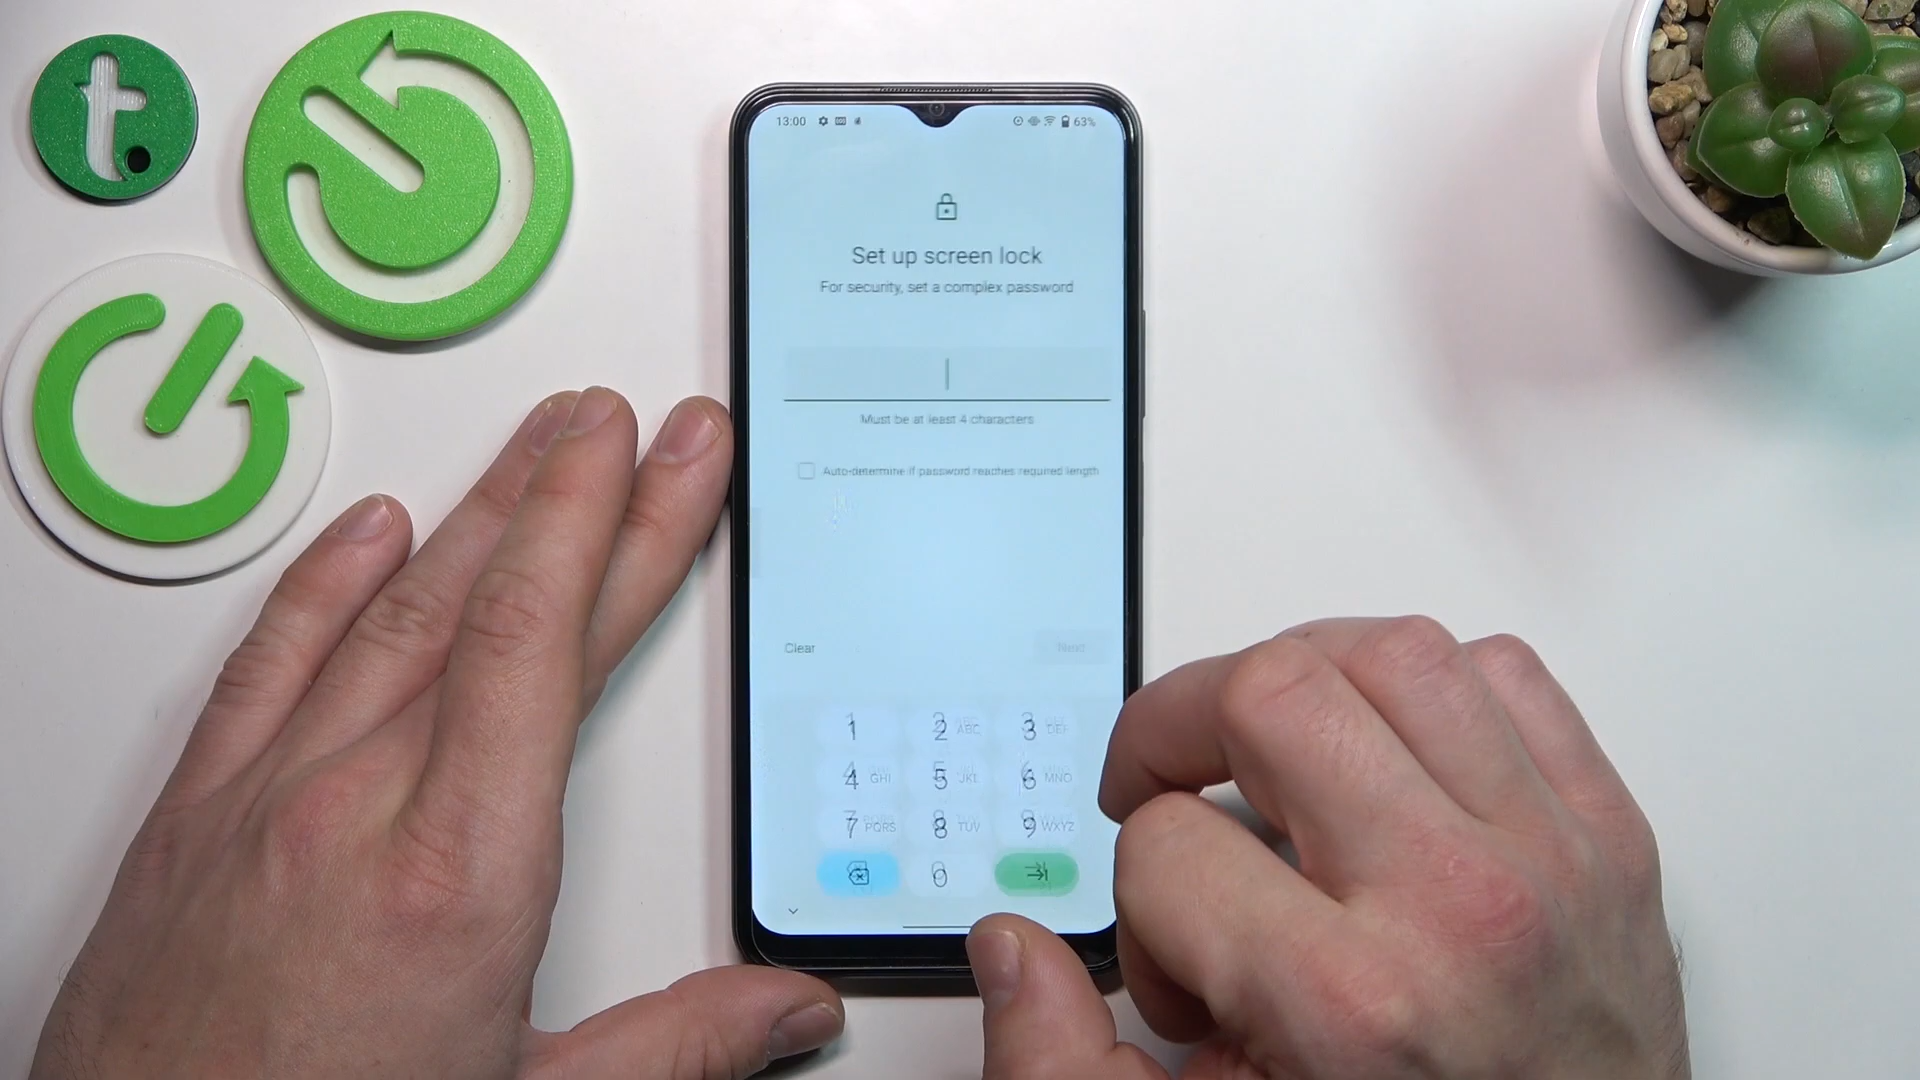 t.
13:00 63%
Set up screen lock
For security, set a complex password
Must be at least 4 characters
Auto-determine if password reaches required length
Clear Next
1 2 ABC 3 DEF
4 GHI 5 JKL 6 MNO
7 PQRS 8 TUV 9 WXYZ
0